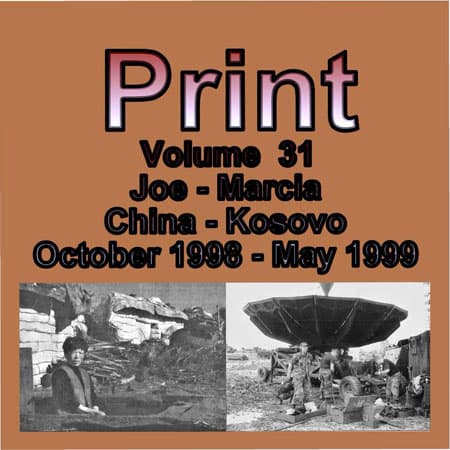 Print
Volume 31
Joe - Marcia
China - Kosovo
October 1998 - May 1999